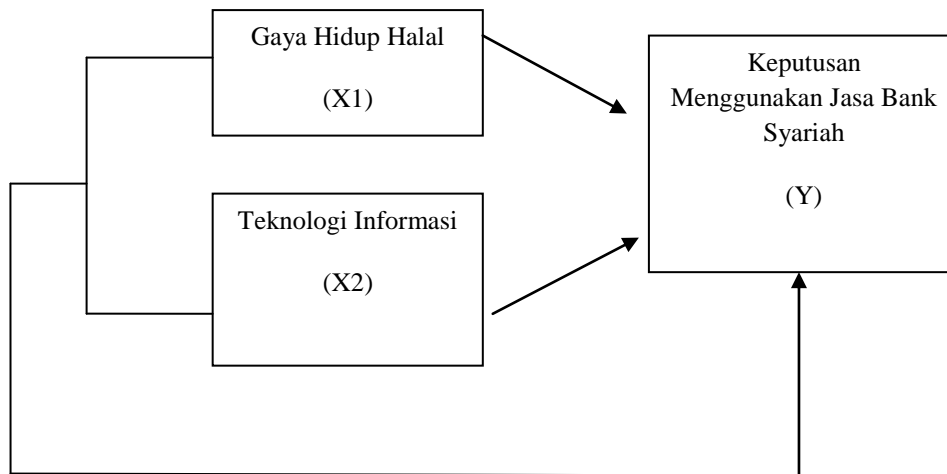 Gaya Hidup Halal
(X1)
Keputusan
Menggunakan Jasa Bank
Syariah
(Y)
Teknologi Informasi
(X2)